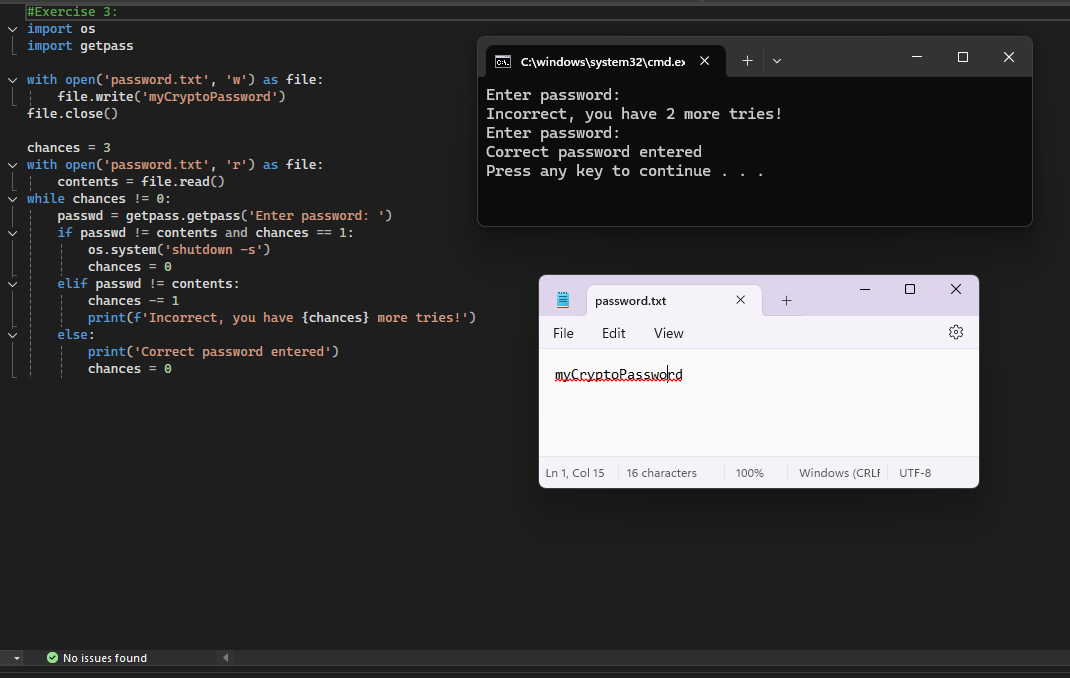 #Exercise 3:
import os
import getpass
with open('password.txt', 'w') as file:
    file.write('myCryptoPassword')
file.close()
chances = 3
with open('password.txt', 'r') as file:
    contents = file.read()
while chances != 0:
    passwd = getpass.getpass('Enter password: ')
    if passwd != contents and chances == 1:
        os.system('shutdown -s')
        chances = 0
    elif passwd != contents:
        chances -= 1
        print(f'Incorrect, you have {chances} more tries!')
    else:
        print('Correct password entered')
        chances = 0
C:\windows\system32\cmd.ex
Enter password:
Incorrect, you have 2 more tries!
Enter password:
Correct password entered
Press any key to continue . . .
password.txt
File Edit View
myCryptoPassword
Ln 1, Col 15 16 characters 100% Windows (CRLF UTF-8
No issues found